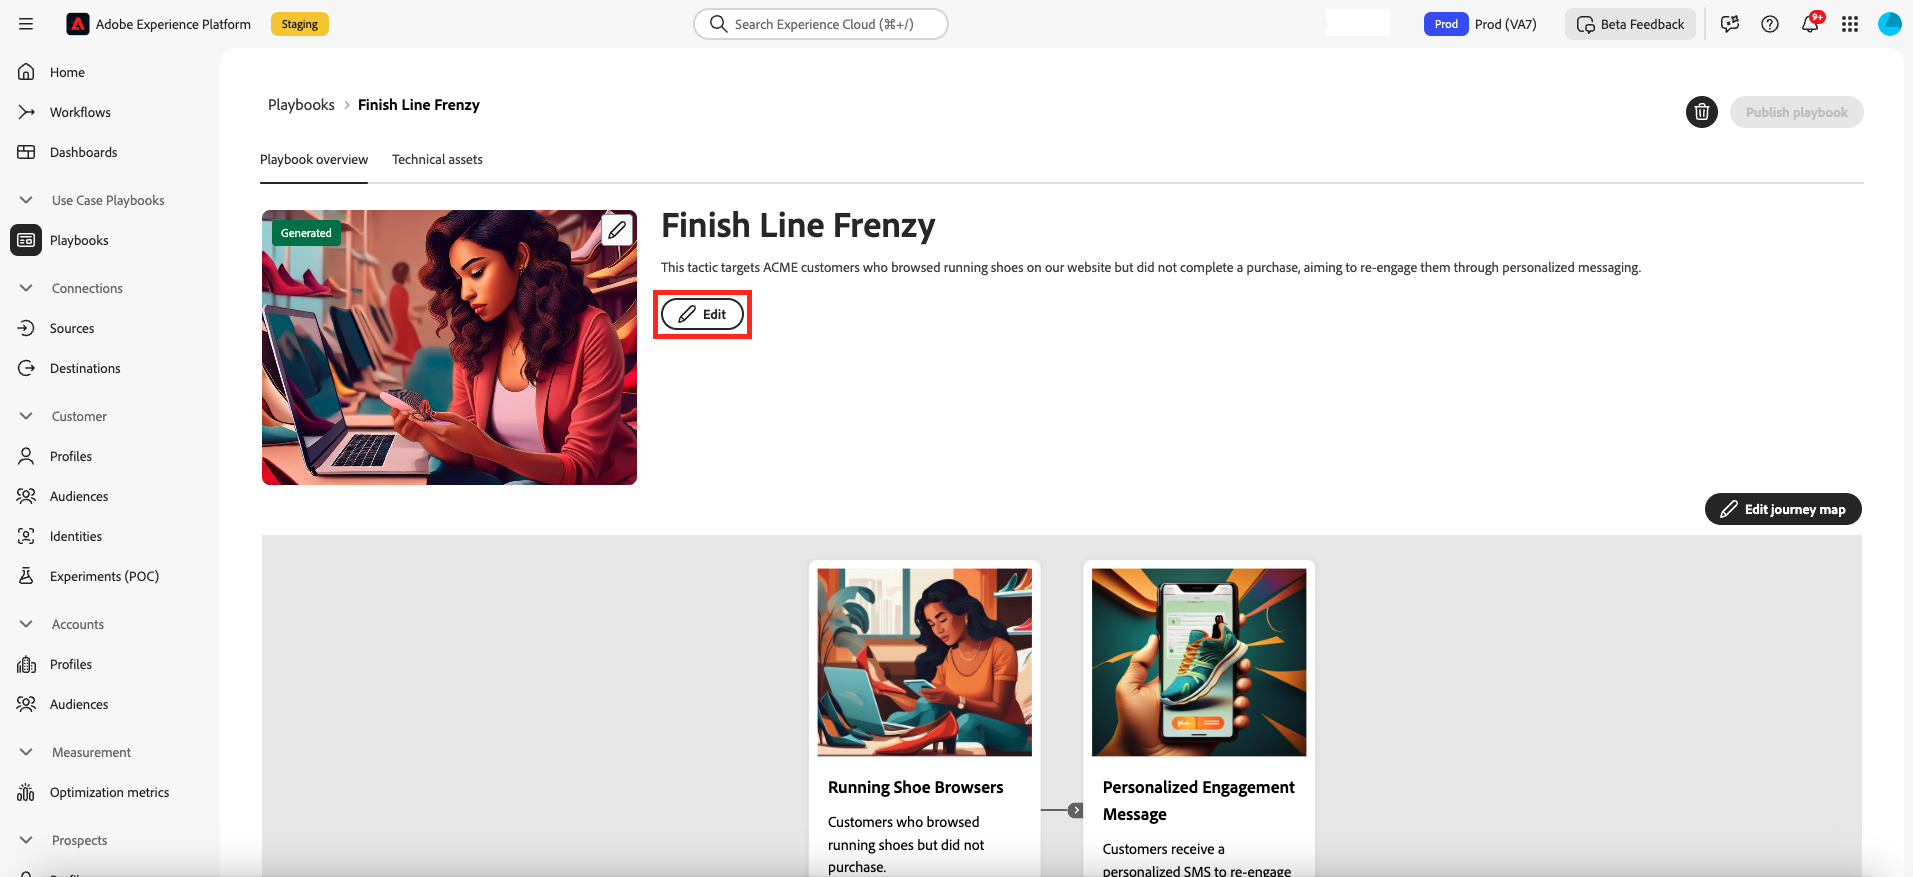 Adobe Experience Platform
Staging
Search Experience Cloud (⌘+/)
Prod
Prod (VA7)
Beta Feedback
9+
Home
Workflows
Dashboards
Use Case Playbooks
Playbooks
Connections
Sources
Destinations
Customer
Profiles
Audiences
Identities
Experiments (POC)
Accounts
Profiles
Audiences
Measurement
Optimization metrics
Prospects
Playbooks > Finish Line Frenzy
Publish playbook
Playbook overview
Technical assets
Generated
Finish Line Frenzy
This tactic targets ACME customers who browsed running shoes on our website but did not complete a purchase, aiming to re-engage them through personalized messaging.
Edit
Edit journey map
Running Shoe Browsers
Customers who browsed
running shoes but did not
purchase.
Personalized Engagement
Message
Customers receive a
personalized SMS to re-engage